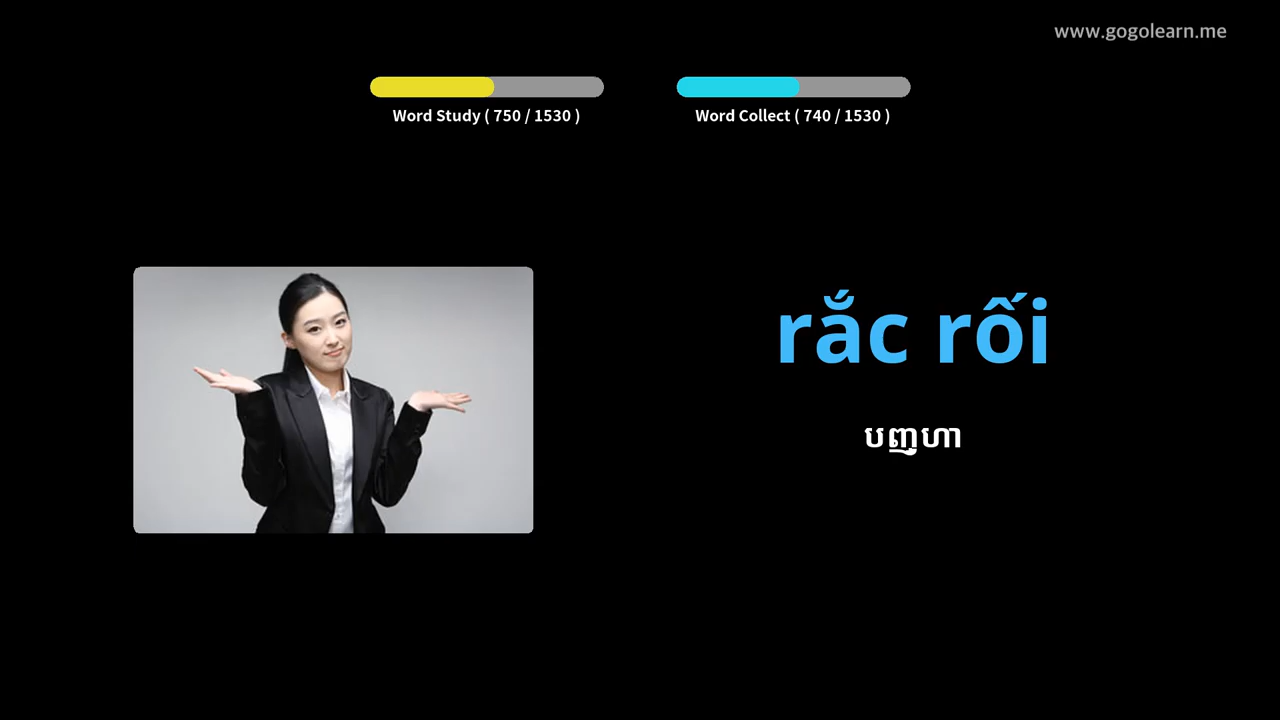 www.gogolearn.me
Word Study ( 750 / 1530 )
Word Collect ( 740 / 1530 )
rắc rối
បញ្ហា